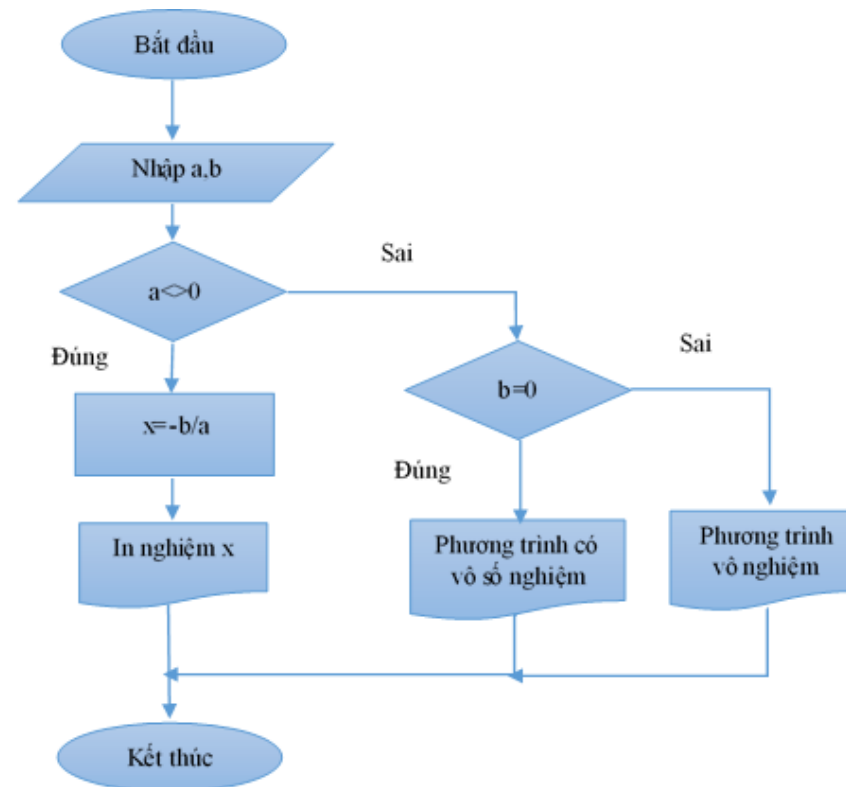 Bắt đầu
Nhập a,b
Sai
a<>0
Đúng
Sai
b=0
x=-b/a
Đúng
In nghiệm x
Phương trình có
vô số nghiệm
Phương trình
vô nghiệm
Kết thúc